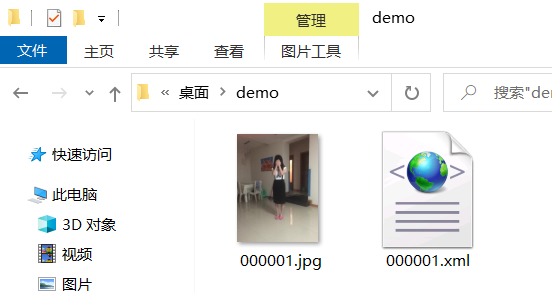 管理
demo
文件
主页
共享
查看
图片工具
« 桌面 > demo
搜索"de
快速访问
此电脑
3D 对象
视频
图片
000001.jpg
000001.xml